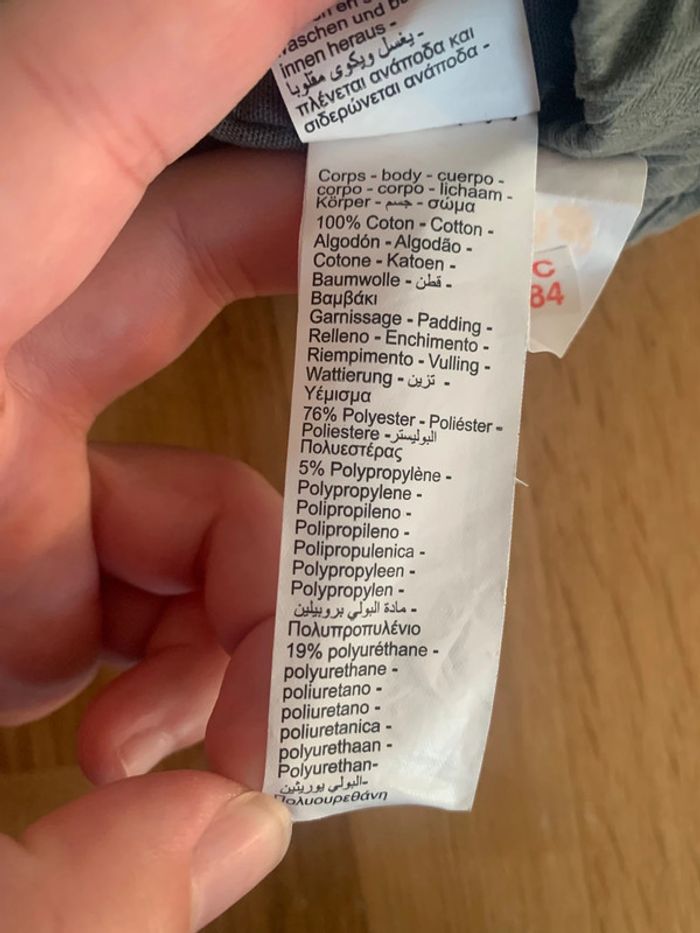 waschen und
innen heraus -
يغسل ويكوى مقلوبا -
πλένεται ανάποδα και
σιδερώνεται ανάποδα -
Corps - body - cuerpo -
corpo - corpo - lichaam -
Körper - جسم - σώμα
100% Coton - Cotton -
Algodón - Algodão -
Cotone - Katoen -
Baumwolle - قطن -
Βαμβάκι
Garnissage - Padding -
Relleno - Enchimento -
Riempimento - Vulling -
Wattierung - تزين -
Υέμισμα
76% Polyester - Poliéster -
Poliestere - البوليستر
Πολυεστέρας
5% Polypropylène -
Polypropylene -
Polipropileno -
Polipropileno -
Polipropulenica -
Polypropyleen -
Polypropylen -
مادة البولي بروبيلين -
Πολυπροπυλένιο
19% polyuréthane -
polyurethane -
poliuretano -
poliuretano -
poliuretanica -
polyurethaan -
Polyurethan-
البولي يوريثين-
Πολυουρεθάνη
C
84